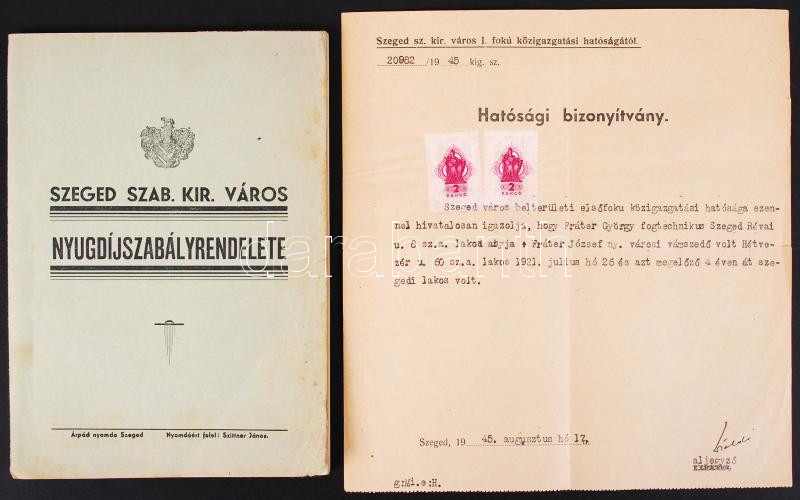 SZEGED SZAB. KIR. VÁROS
NYUGDÍJSZABÁLYRENDELETE
Árpád nyomda Szeged Nyomdáért felel: Szittner János.
Szeged sz. kir. város I. fokú közigazgatási hatóságától.
20982 /19 45 kig. sz.
Hatósági bizonyítvány.
2 PENGŐ 2 PENGŐ
Szeged város belterületi elsőfoku közigazgatási hatósága ezen-
nel hivatalosan igazolja, hogy Fráter György fogtechnikus Szeged Révai
u. 8 sz.a. lakos apja + Fráter József ny. városi vámszedő volt Hétve-
zér u. 60 sz.a. lakos 1921. julius hó 26 és azt megelőző 4 éven át sze-
gedi lakos volt.
darabanth
Szeged, 19 45. augusztus hó 17.
aljegyző
g:Mi.e:H.